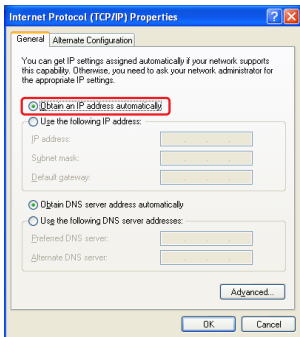 Internet Protocol (TCP/IP) Properties
General
Alternate Configuration
You can get IP settings assigned automatically if your network supports
this capability. Otherwise, you need to ask your network administrator for
the appropriate IP settings.
Obtain an IP address automatically
Use the following IP address:
IP address:
Subnet mask:
Default gateway:
Obtain DNS server address automatically
Use the following DNS server addresses:
Preferred DNS server:
Alternate DNS server:
Advanced...
OK
Cancel